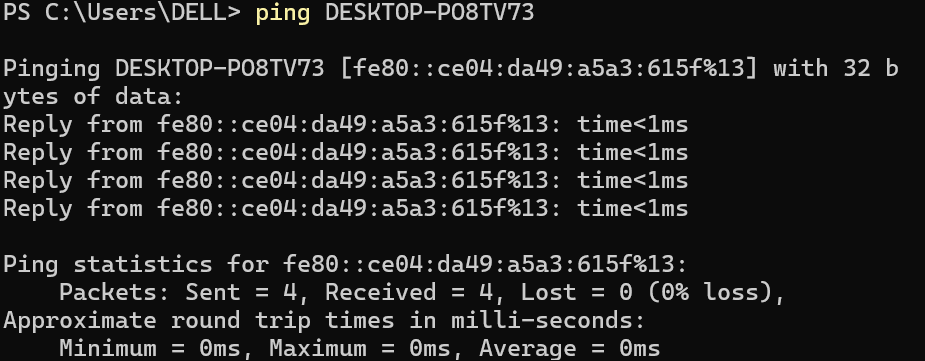 PS C:\Users\DELL> ping DESKTOP-PO8TV73
Pinging DESKTOP-PO8TV73 [fe80::ce04:da49:a5a3:615f%13] with 32 b
ytes of data:
Reply from fe80::ce04:da49:a5a3:615f%13: time<1ms
Reply from fe80::ce04:da49:a5a3:615f%13: time<1ms
Reply from fe80::ce04:da49:a5a3:615f%13: time<1ms
Reply from fe80::ce04:da49:a5a3:615f%13: time<1ms
Ping statistics for fe80::ce04:da49:a5a3:615f%13:
    Packets: Sent = 4, Received = 4, Lost = 0 (0% loss),
Approximate round trip times in milli-seconds:
    Minimum = 0ms, Maximum = 0ms, Average = 0ms